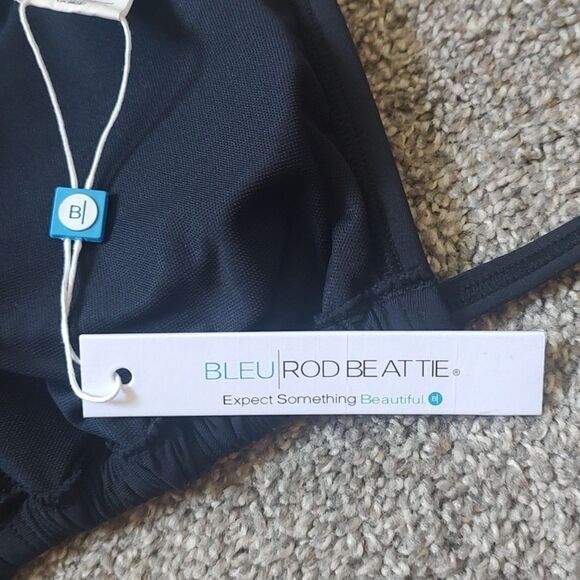 B|
BLEU|ROD BEATTIE®
Expect Something Beautiful. B|